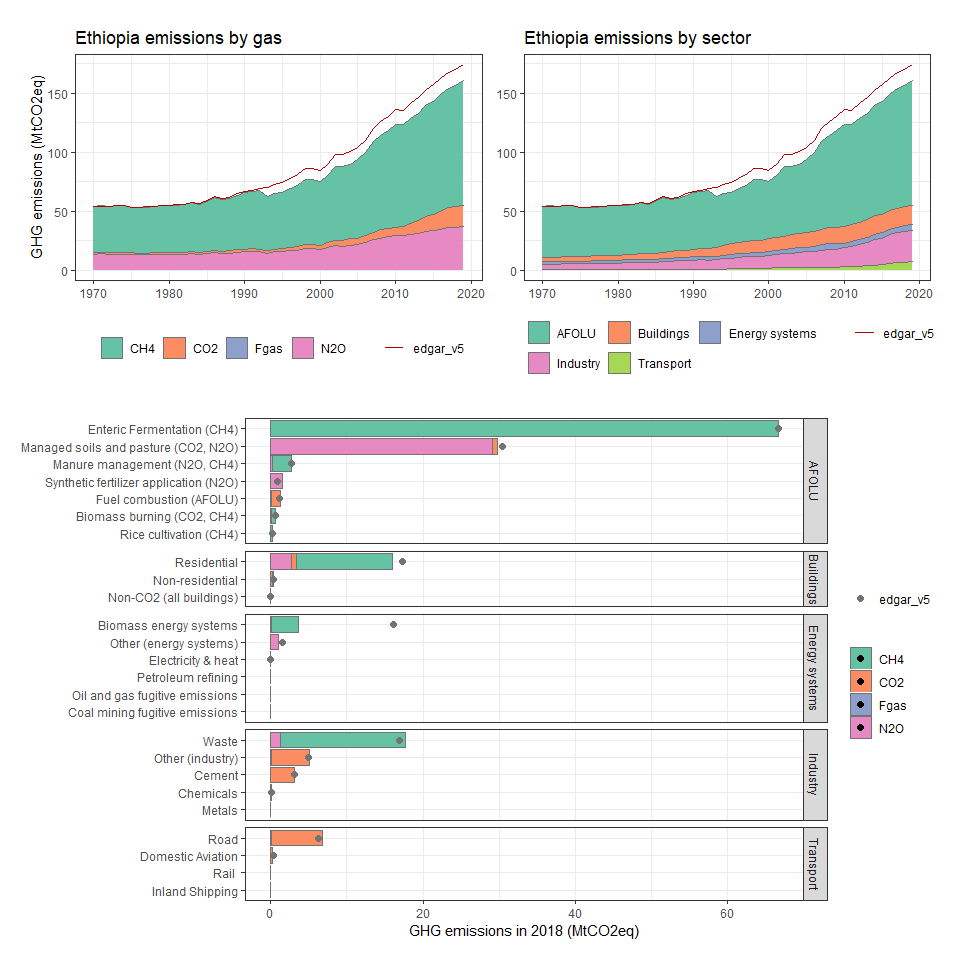 Ethiopia emissions by gas
GHG emissions (MtCO2eq)
150
100
50
0
1970
1980
1990
2000
2010
2020
CH4
CO2
Fgas
N2O
edgar_v5
Ethiopia emissions by sector
150
100
50
0
1970
1980
1990
2000
2010
2020
AFOLU
Buildings
Energy systems
edgar_v5
Industry
Transport
Enteric Fermentation (CH4)
Managed soils and pasture (CO2, N2O)
Manure management (N2O, CH4)
Synthetic fertilizer application (N2O)
Fuel combustion (AFOLU)
Biomass burning (CO2, CH4)
Rice cultivation (CH4)
AFOLU
Residential
Non-residential
Non-CO2 (all buildings)
Buildings
Biomass energy systems
Other (energy systems)
Electricity & heat
Petroleum refining
Oil and gas fugitive emissions
Coal mining fugitive emissions
Energy systems
Waste
Other (industry)
Cement
Chemicals
Metals
Industry
Road
Domestic Aviation
Rail
Inland Shipping
Transport
0
20
40
60
GHG emissions in 2018 (MtCO2eq)
edgar_v5
CH4
CO2
Fgas
N2O